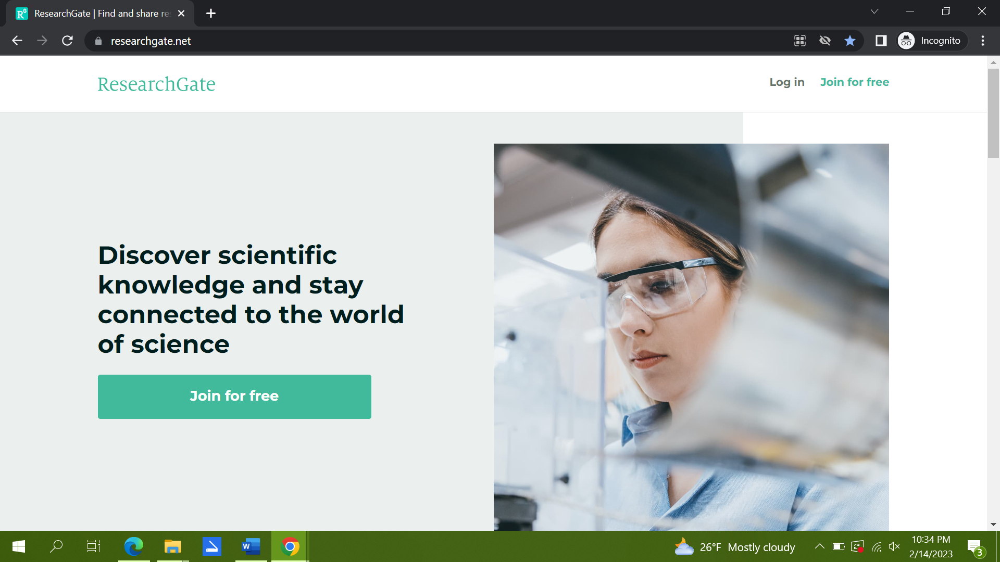 ResearchGate | Find and share re
researchgate.net
Incognito
ResearchGate
Log in
Join for free
Discover scientific
knowledge and stay
connected to the world
of science
Join for free
26°F Mostly cloudy
10:34 PM
2/14/2023
3